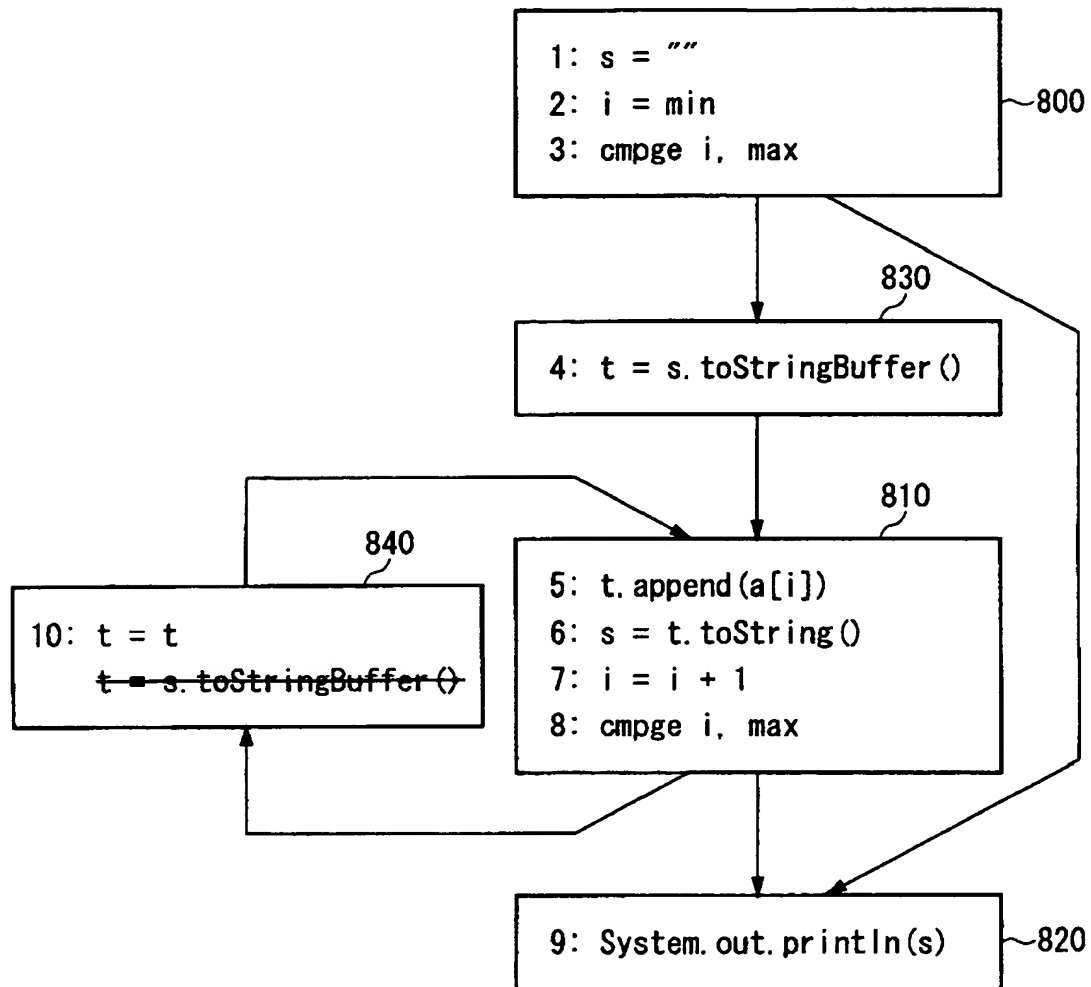 1: s = ""
2: i = min
3: cmpge i, max
800
830
4: t = s.toStringBuffer()
810
840
5: t.append(a[i])
6: s = t.toString()
7: i = i + 1
8: cmpge i, max
10: t = t
t = s.toStringBuffer()
9: System.out.println(s)
820